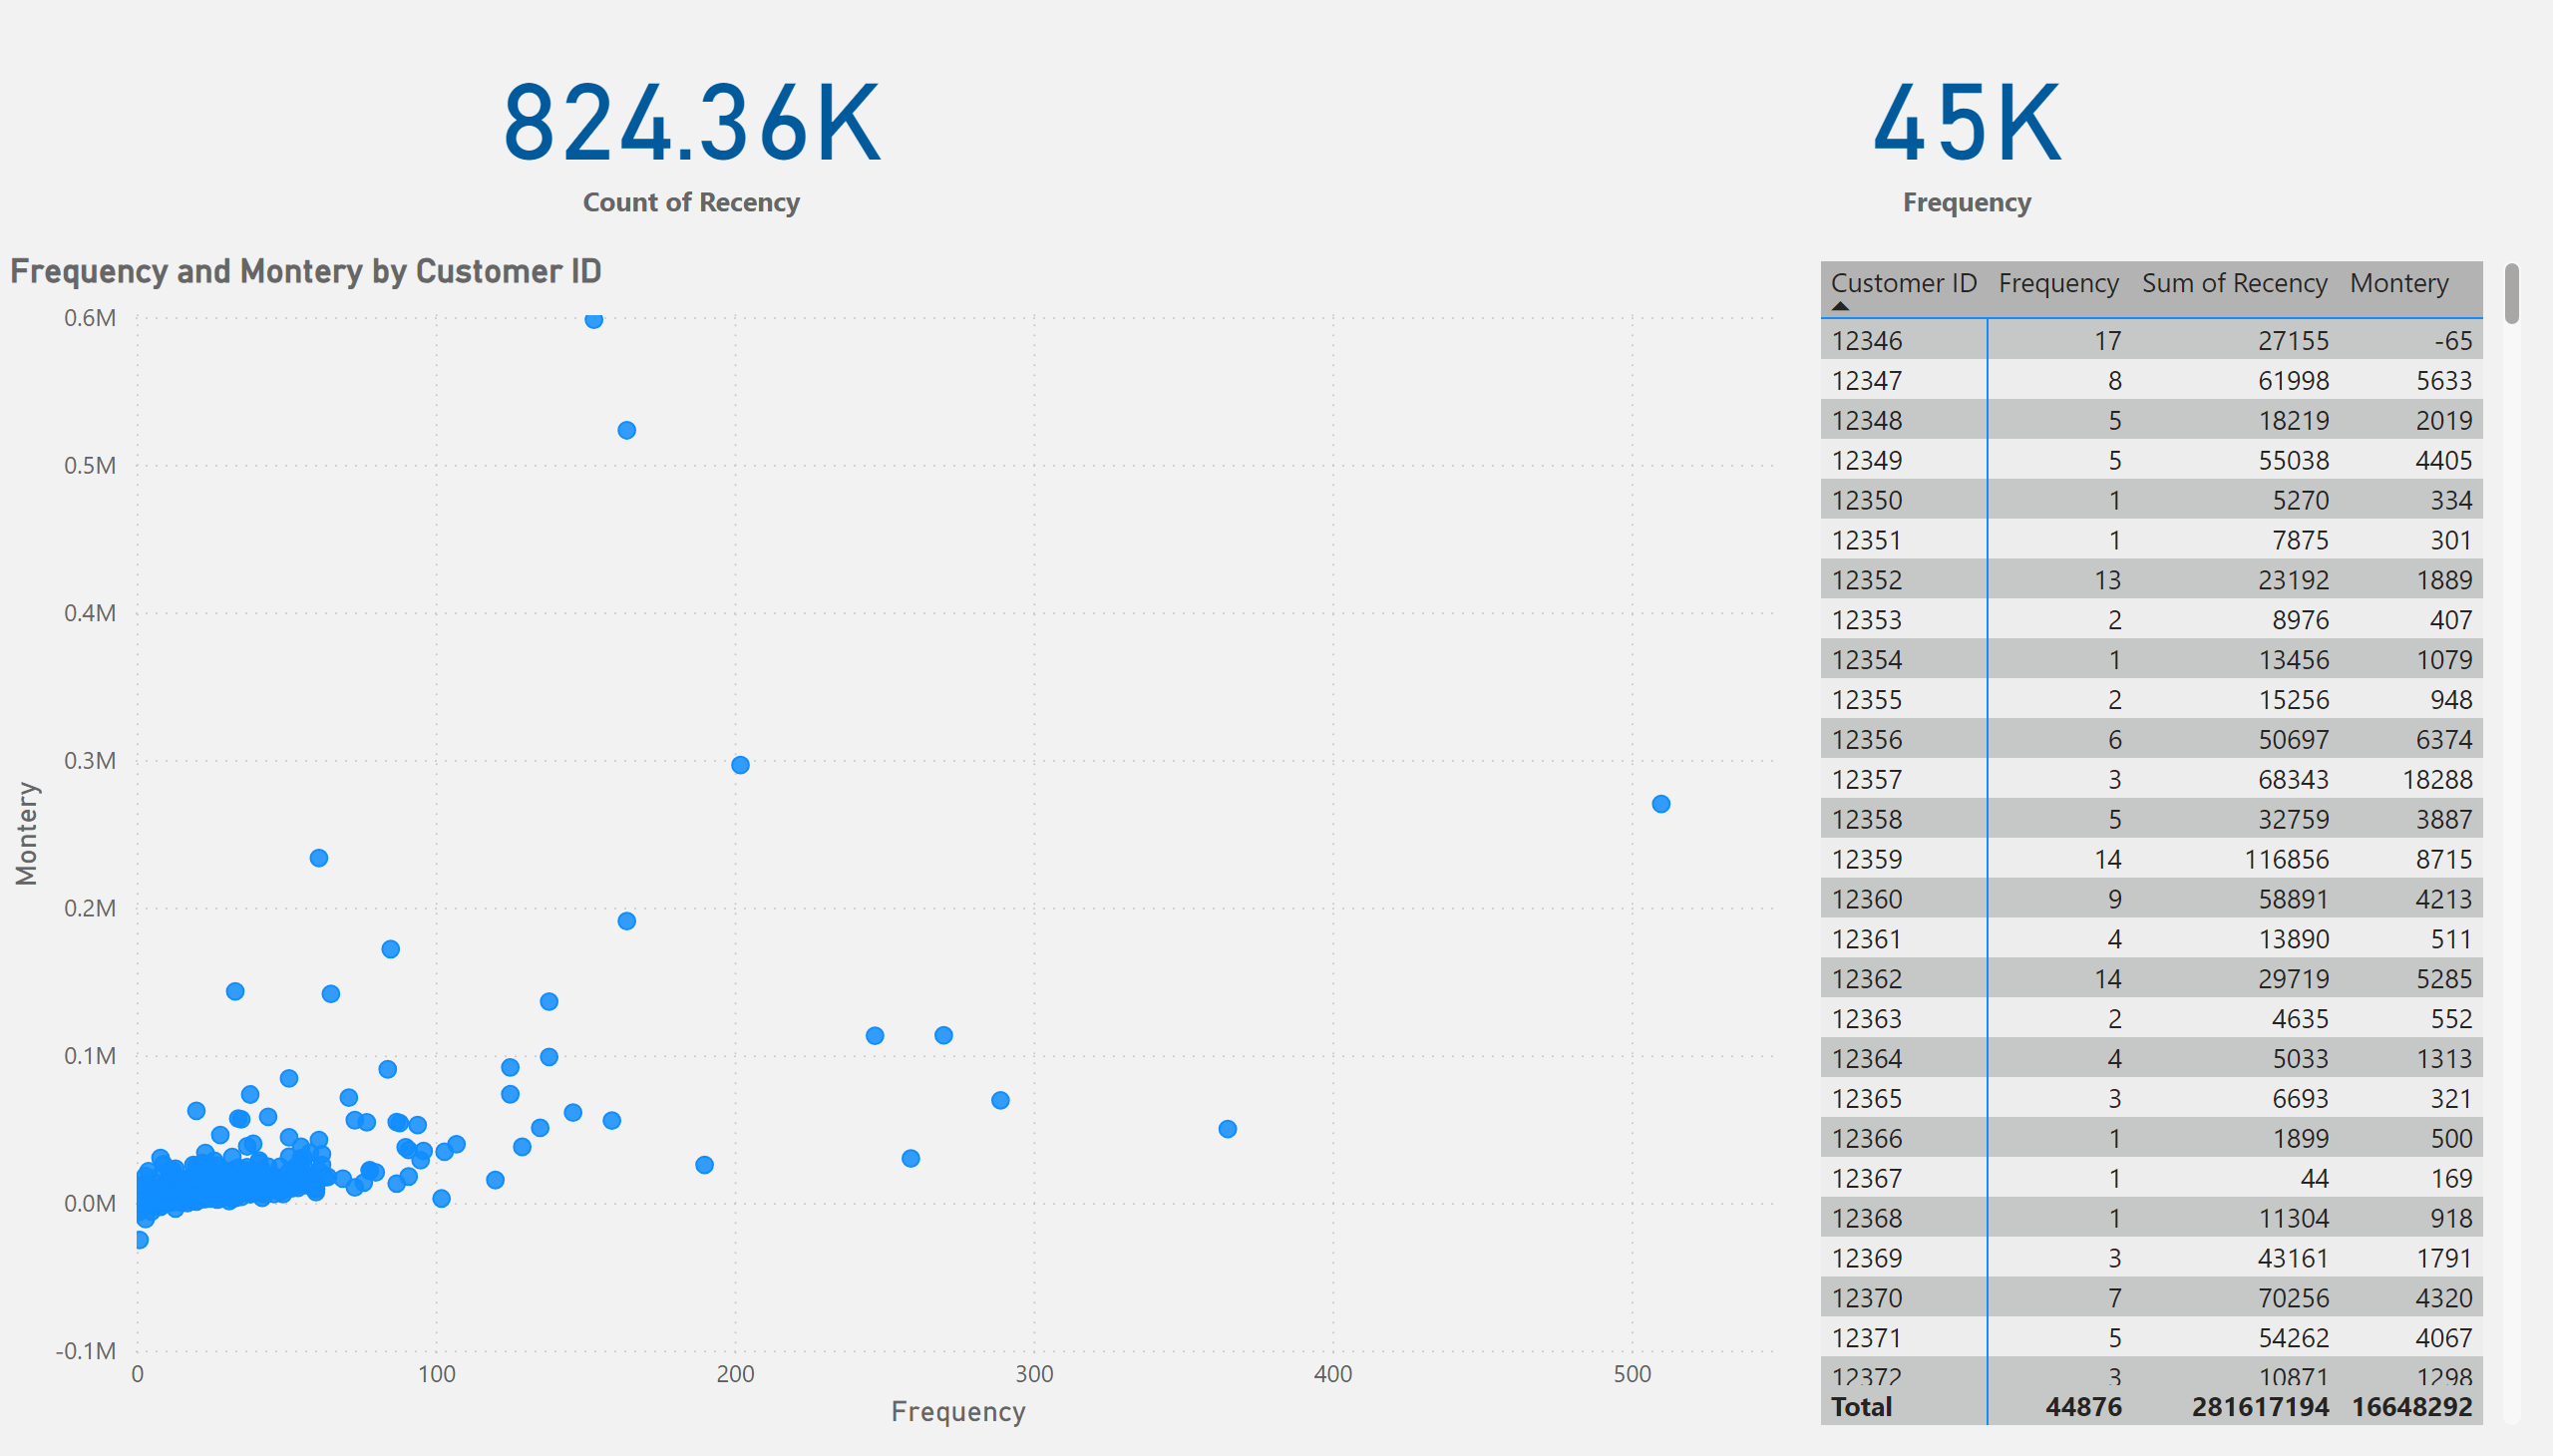 824.36K
Count of Recency
45K
Frequency
Frequency and Montery by Customer ID
0.6M
0.5M
0.4M
0.3M
0.2M
0.1M
0.0M
-0.1M
Montery
0 100 200 300 400 500
Frequency
Customer ID Frequency Sum of Recency Montery
12346 17 27155 -65
12347 8 61998 5633
12348 5 18219 2019
12349 5 55038 4405
12350 1 5270 334
12351 1 7875 301
12352 13 23192 1889
12353 2 8976 407
12354 1 13456 1079
12355 2 15256 948
12356 6 50697 6374
12357 3 68343 18288
12358 5 32759 3887
12359 14 116856 8715
12360 9 58891 4213
12361 4 13890 511
12362 14 29719 5285
12363 2 4635 552
12364 4 5033 1313
12365 3 6693 321
12366 1 1899 500
12367 1 44 169
12368 1 11304 918
12369 3 43161 1791
12370 7 70256 4320
12371 5 54262 4067
12372 3 10871 1298
Total 44876 281617194 16648292